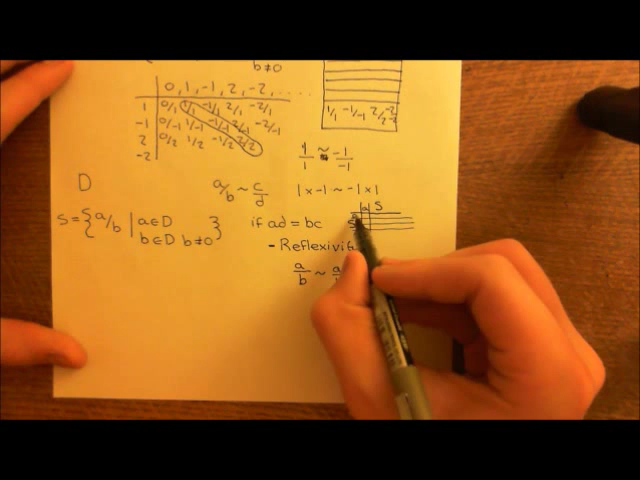 b≠0
0, 1, -1, 2, -2, ....
1 0/1 1/1 -1/1 2/1 -2/1
-1 0/-1 1/-1 -1/-1 2/-1 -2/-1
2 0/2 1/2 -1/2 2/2
-2
1/1 -1/-1 2/2 -2/-2
1/1 ~ -1/-1
D
a/b ~ c/d
1 x -1 ~ -1 x 1
S
S = { a/b | a ∈ D
b ∈ D b≠0 }
if ad = bc
- Reflexivit
a/b ~ a